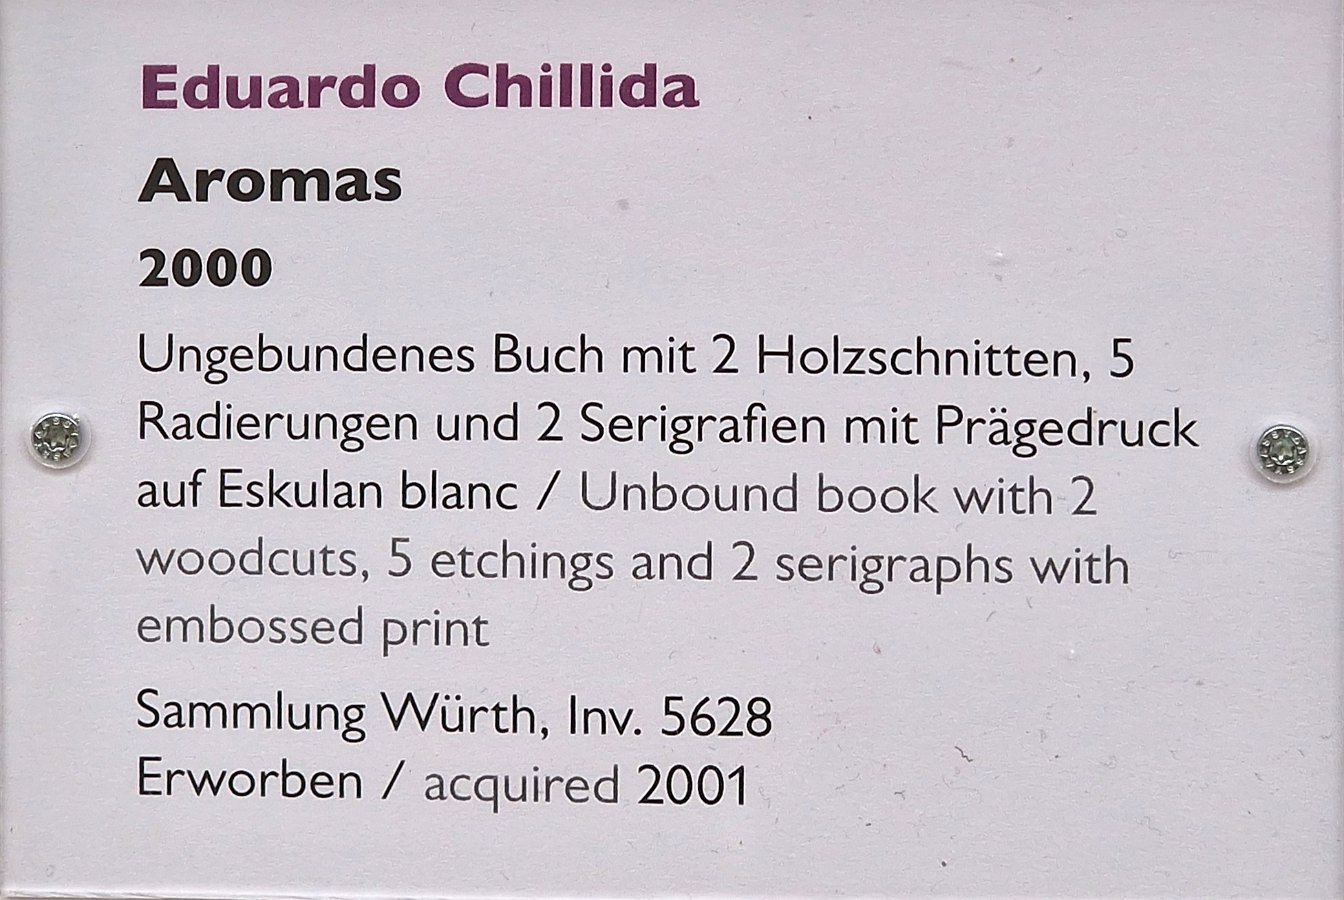 Eduardo Chillida
Aromas
2000
Ungebundenes Buch mit 2 Holzschnitten, 5
Radierungen und 2 Serigrafien mit Prägedruck
auf Eskulan blanc / Unbound book with 2
woodcuts, 5 etchings and 2 serigraphs with
embossed print
Sammlung Würth, Inv. 5628
Erworben / acquired 2001